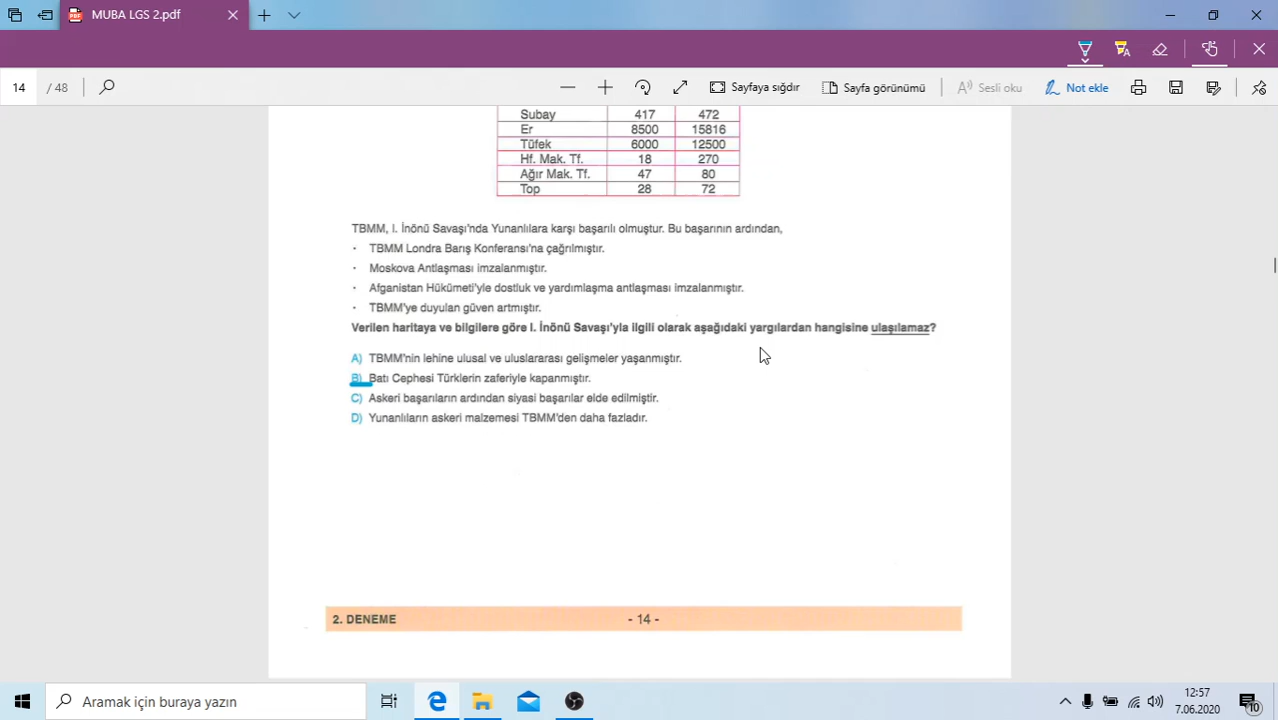 MUBA LGS 2.pdf
14 / 48
Sayfaya sığdır
Sayfa görünümü
Sesli oku
Not ekle
Subay 417 472
Er 8500 15816
Tüfek 6000 12500
Hf. Mak. Tf. 18 270
Ağır Mak. Tf. 47 80
Top 28 72
TBMM, I. İnönü Savaşı'nda Yunanlılara karşı başarılı olmuştur. Bu başarının ardından,
· TBMM Londra Barış Konferansı'na çağrılmıştır.
· Moskova Antlaşması imzalanmıştır.
· Afganistan Hükümeti'yle dostluk ve yardımlaşma antlaşması imzalanmıştır.
· TBMM'ye duyulan güven artmıştır.
Verilen haritaya ve bilgilere göre I. İnönü Savaşı'yla ilgili olarak aşağıdaki yargılardan hangisine ulaşılamaz?
A) TBMM'nin lehine ulusal ve uluslararası gelişmeler yaşanmıştır.
B) Batı Cephesi Türklerin zaferiyle kapanmıştır.
C) Askeri başarıların ardından siyasi başarılar elde edilmiştir.
D) Yunanlıların askeri malzemesi TBMM'den daha fazladır.
2. DENEME - 14 -
Aramak için buraya yazın
12:57
7.06.2020
10